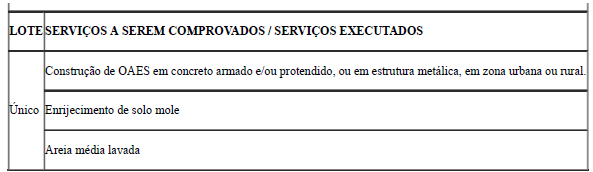 LOTE SERVIÇOS A SEREM COMPROVADOS / SERVIÇOS EXECUTADOS
Construção de OAES em concreto armado e/ou protendido, ou em estrutura metálica, em zona urbana ou rural.
Único Enrijecimento de solo mole
Areia média lavada